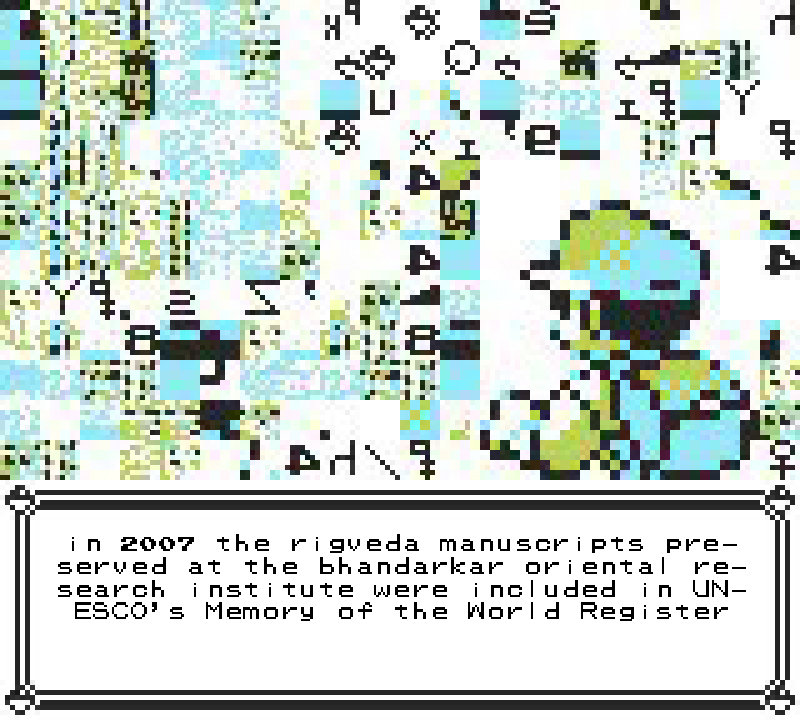 in 2007 the rigveda manuscripts pre-
served at the bhandarkar oriental re-
search institute were included in UN-
ESCO's Memory of the World Register